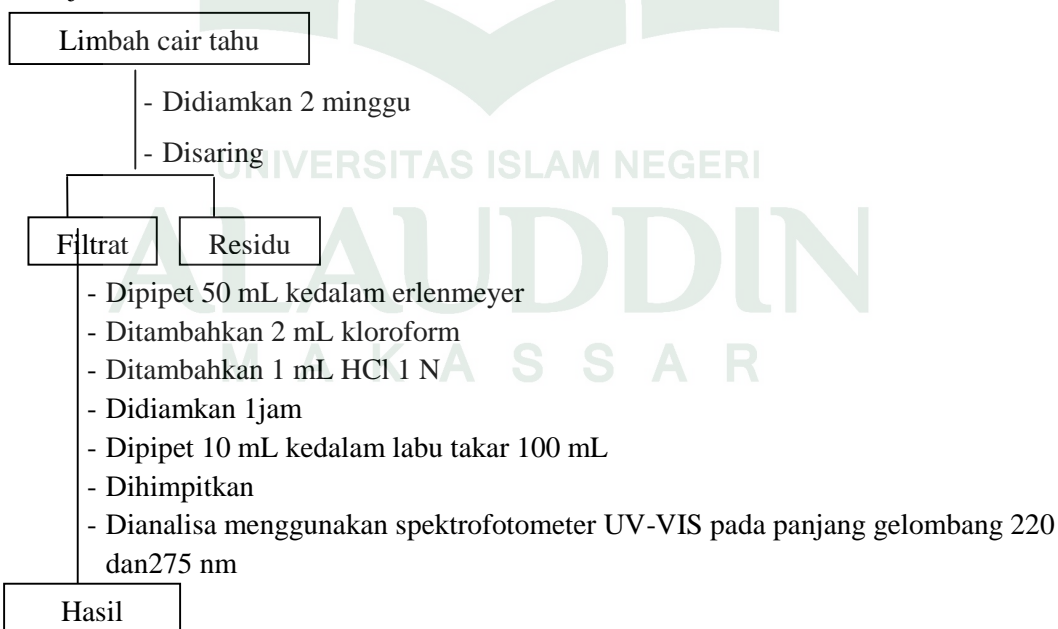 Limbah cair tahu
- Didiamkan 2 minggu
- Disaring
UNIVERSITAS ISLAM NEGERI
Filtrat
Residu
ALAUDDIN
- Dipipet 50 mL kedalam erlenmeyer
- Ditambahkan 2 mL kloroform
- Ditambahkan 1 mL HCl 1 N
MAKASSAR
- Didiamkan 1jam
- Dipipet 10 mL kedalam labu takar 100 mL
- Dihimpitkan
- Dianalisa menggunakan spektrofotometer UV-VIS pada panjang gelombang 220
dan275 nm
Hasil